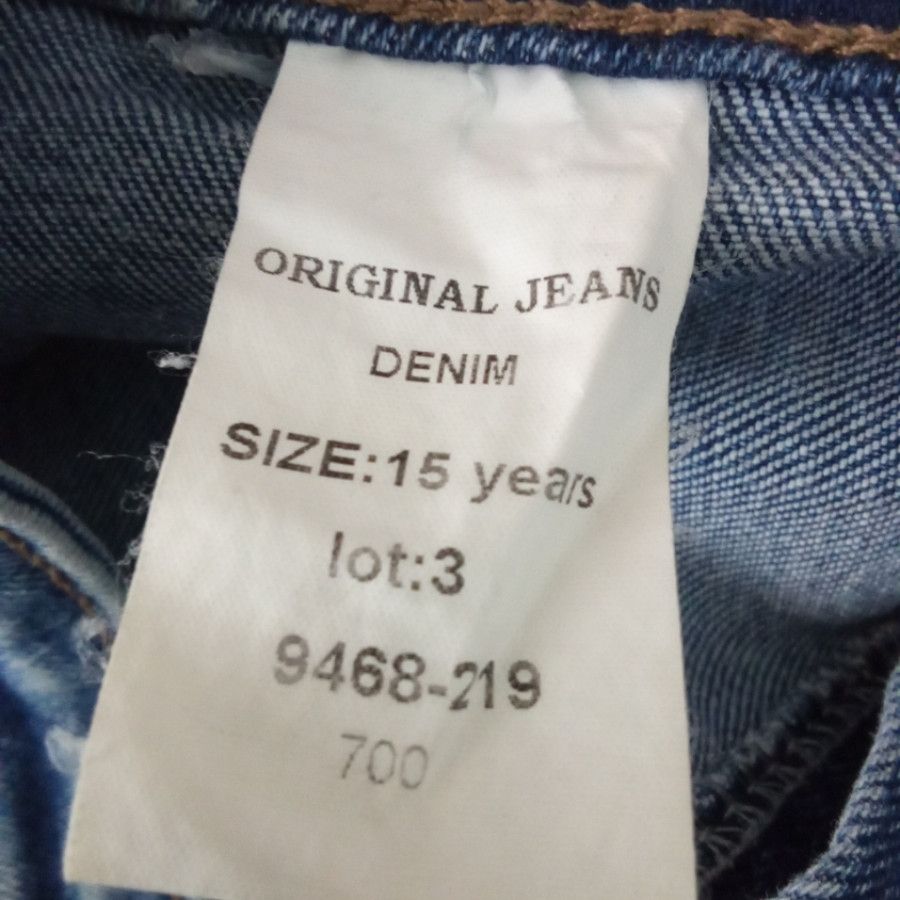 ORIGINAL JEANS
DENIM
SIZE:15 years
lot:3
9468-219
700